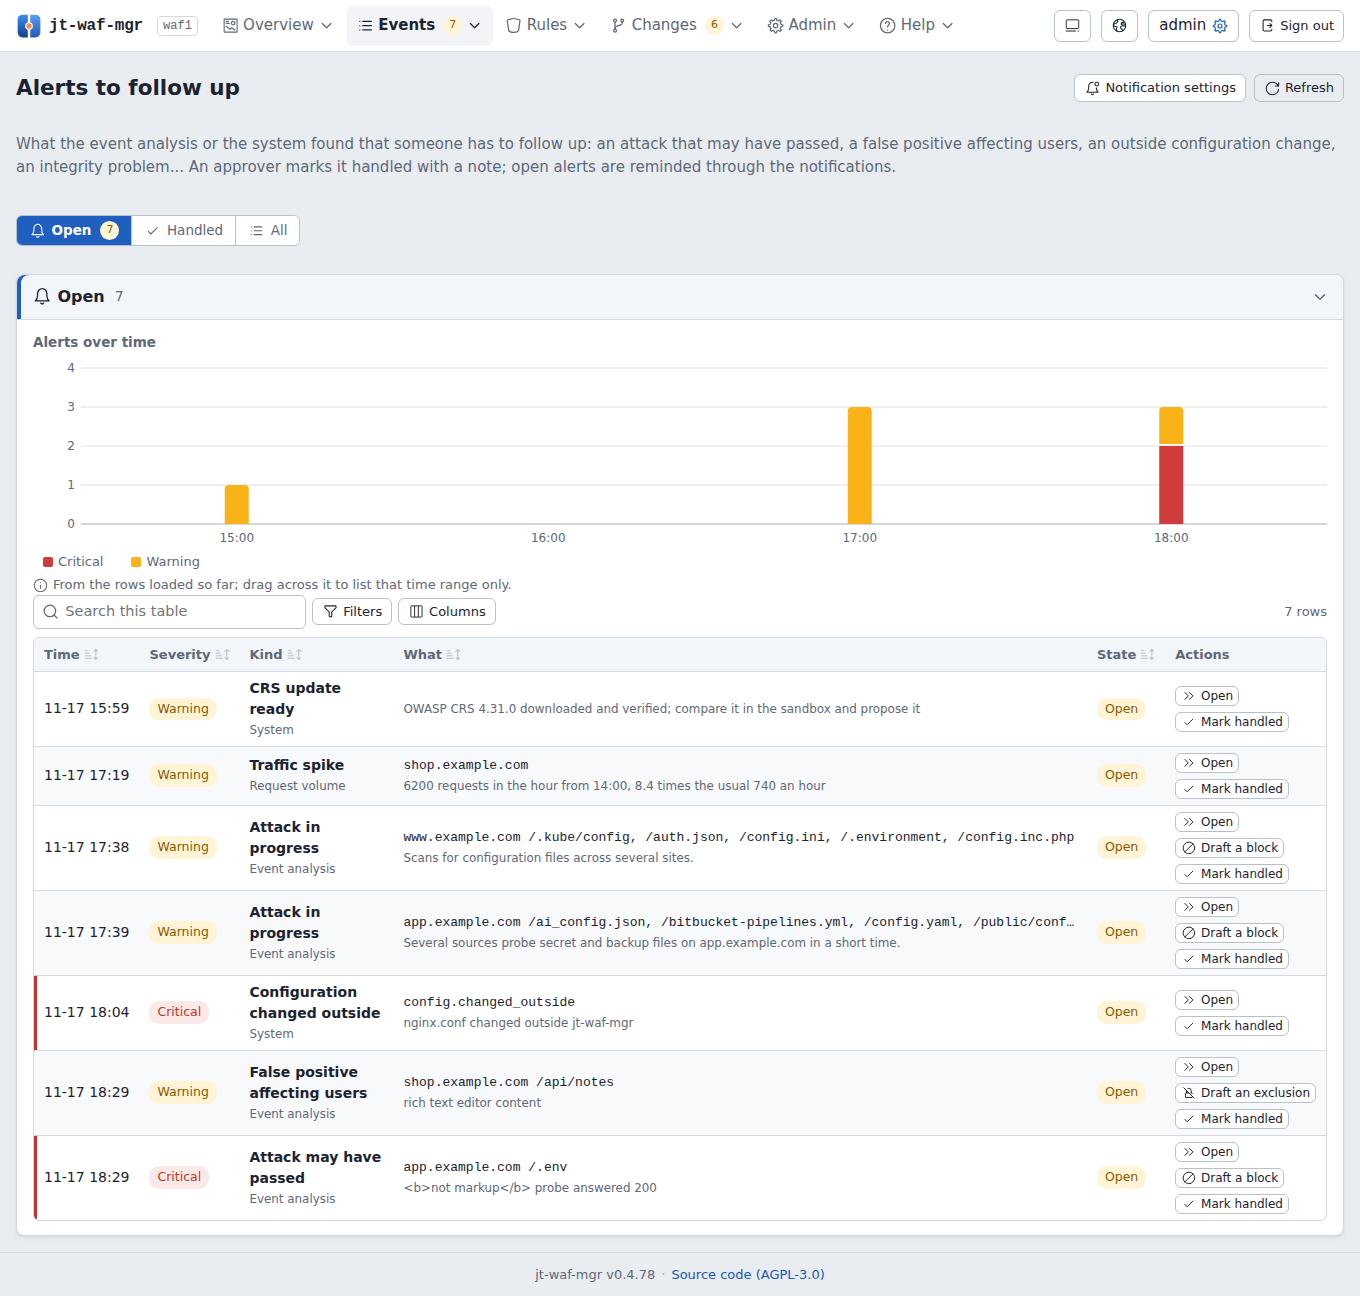 jt-waf-mgr waf1 Overview Events 7 Rules Changes 6 Admin Help admin Sign out
Alerts to follow up
Notification settings Refresh
What the event analysis or the system found that someone has to follow up: an attack that may have passed, a false positive affecting users, an outside configuration change,
an integrity problem... An approver marks it handled with a note; open alerts are reminded through the notifications.
Open 7 Handled All
Open 7
Alerts over time
4
3
2
1
0
15:00 16:00 17:00 18:00
Critical Warning
From the rows loaded so far; drag across it to list that time range only.
Search this table Filters Columns 7 rows
Time Severity Kind What State Actions
11-17 15:59 Warning
CRS update
ready
System
OWASP CRS 4.31.0 downloaded and verified; compare it in the sandbox and propose it
Open
Open
Mark handled
11-17 17:19 Warning
Traffic spike
Request volume
shop.example.com
6200 requests in the hour from 14:00, 8.4 times the usual 740 an hour
Open
Open
Mark handled
11-17 17:38 Warning
Attack in
progress
Event analysis
www.example.com /.kube/config, /auth.json, /config.ini, /.environment, /config.inc.php
Scans for configuration files across several sites.
Open
Open
Draft a block
Mark handled
11-17 17:39 Warning
Attack in
progress
Event analysis
app.example.com /ai_config.json, /bitbucket-pipelines.yml, /config.yaml, /public/conf…
Several sources probe secret and backup files on app.example.com in a short time.
Open
Open
Draft a block
Mark handled
11-17 18:04 Critical
Configuration
changed outside
System
config.changed_outside
nginx.conf changed outside jt-waf-mgr
Open
Open
Mark handled
11-17 18:29 Warning
False positive
affecting users
Event analysis
shop.example.com /api/notes
rich text editor content
Open
Open
Draft an exclusion
Mark handled
11-17 18:29 Critical
Attack may have
passed
Event analysis
app.example.com /.env
<b>not markup</b> probe answered 200
Open
Open
Draft a block
Mark handled
jt-waf-mgr v0.4.78 · Source code (AGPL-3.0)